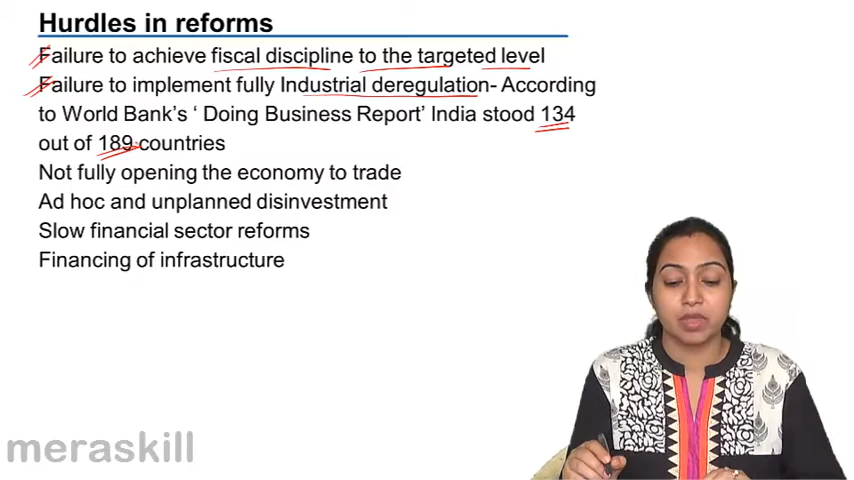 Hurdles in reforms
Failure to achieve fiscal discipline to the targeted level
Failure to implement fully Industrial deregulation- According
to World Bank's ‘ Doing Business Report’ India stood 134
out of 189 countries
Not fully opening the economy to trade
Ad hoc and unplanned disinvestment
Slow financial sector reforms
Financing of infrastructure
meraskill